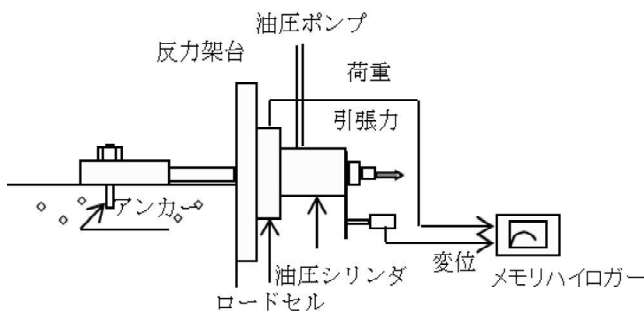 油圧ポンプ
反力架台
荷重
引張力
アンカー
変位
油圧シリンダ
メモリハイロガー
ロードセル